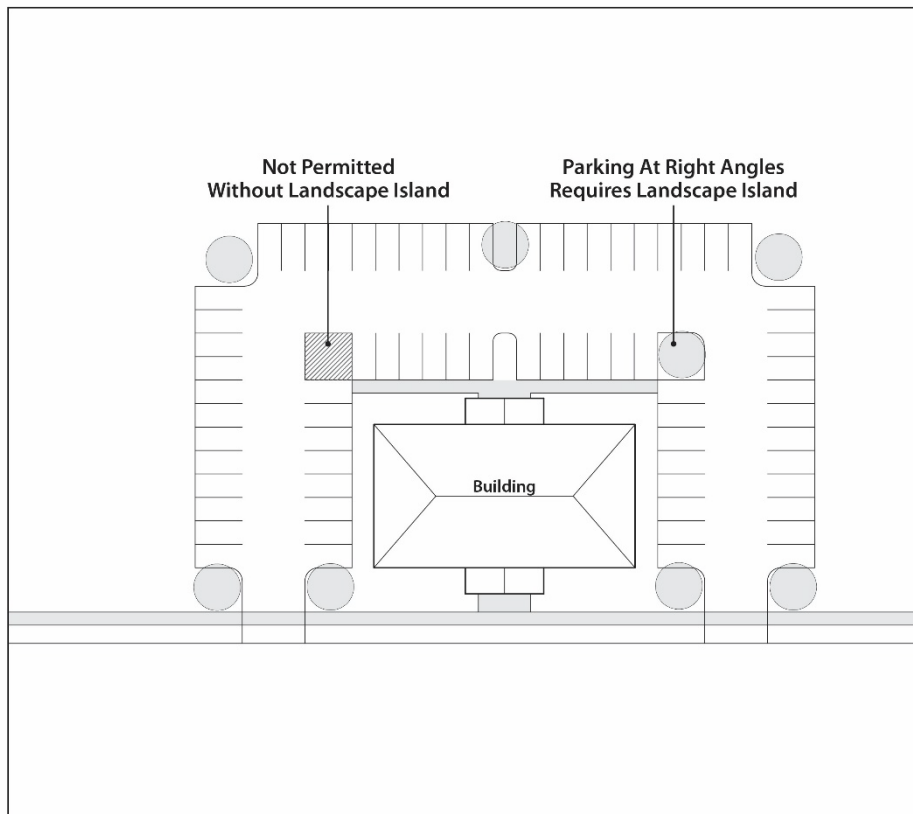 Not Permitted
Without Landscape Island
Parking At Right Angles
Requires Landscape Island
Building